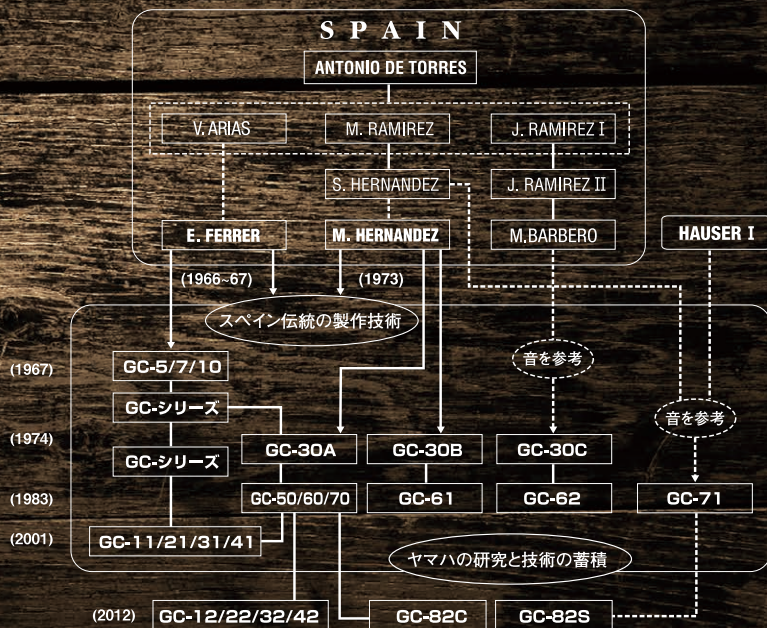 SPAIN
ANTONIO DE TORRES
V. ARIAS
M. RAMIREZ
J. RAMIREZ I
S. HERNANDEZ
J. RAMIREZ II
E. FERRER
M. HERNANDEZ
M.BARBERO
HAUSER I
(1966~67)
(1973)
スペイン伝統の製作技術
音を参考
(1967)
GC-5/7/10
GC-シリーズ
音を参考
(1974)
GC-30A
GC-30B
GC-30C
GC-シリーズ
(1983)
GC-50/60/70
GC-61
GC-62
GC-71
(2001)
GC-11/21/31/41
ヤマハの研究と技術の蓄積
(2012)
GC-12/22/32/42
GC-82C
GC-82S